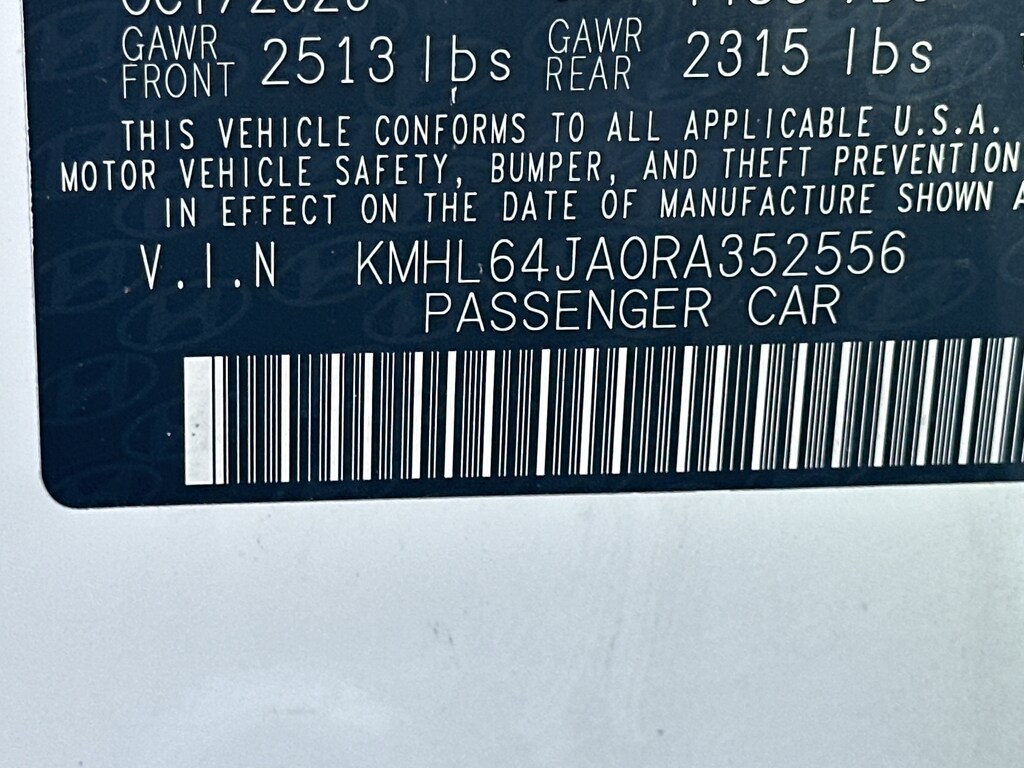 GAWR FRONT 2513 lbs GAWR REAR 2315 lbs
THIS VEHICLE CONFORMS TO ALL APPLICABLE U.S.A.
MOTOR VEHICLE SAFETY, BUMPER, AND THEFT PREVENTION
IN EFFECT ON THE DATE OF MANUFACTURE SHOWN
V.I.N KMHL64JA0RA352556
PASSENGER CAR